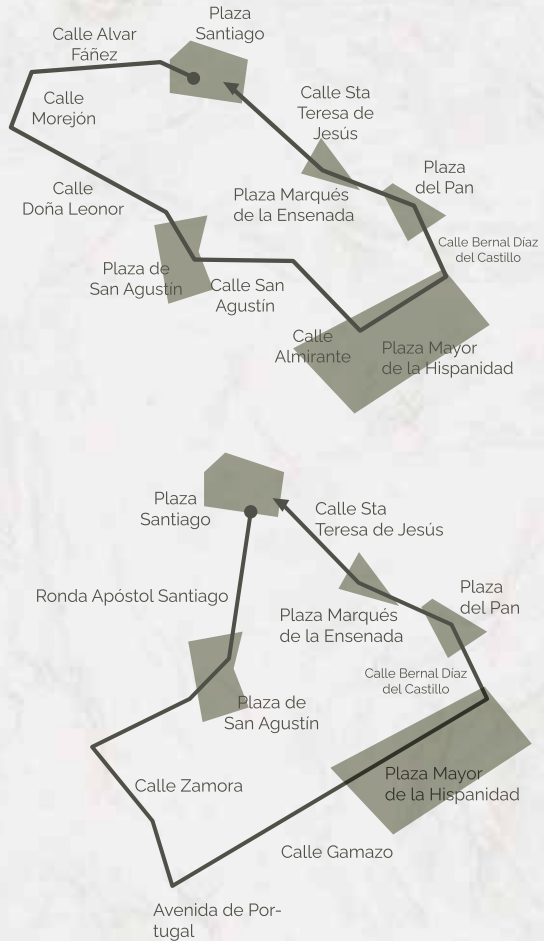 Plaza
Santiago
Calle Alvar
Fáñez
Calle
Morejón
Calle Sta
Teresa de
Jesús
Plaza
del Pan
Calle
Doña Leonor
Plaza Marqués
de la Ensenada
Calle Bernal Díaz
del Castillo
Plaza de
San Agustín
Calle San
Agustín
Calle
Almirante
Plaza Mayor
de la Hispanidad
Plaza
Santiago
Calle Sta
Teresa de Jesús
Ronda Apóstol Santiago
Plaza
del Pan
Plaza Marqués
de la Ensenada
Calle Bernal Díaz
del Castillo
Plaza de
San Agustín
Plaza Mayor
de la Hispanidad
Calle Zamora
Calle Gamazo
Avenida de Por-
tugal